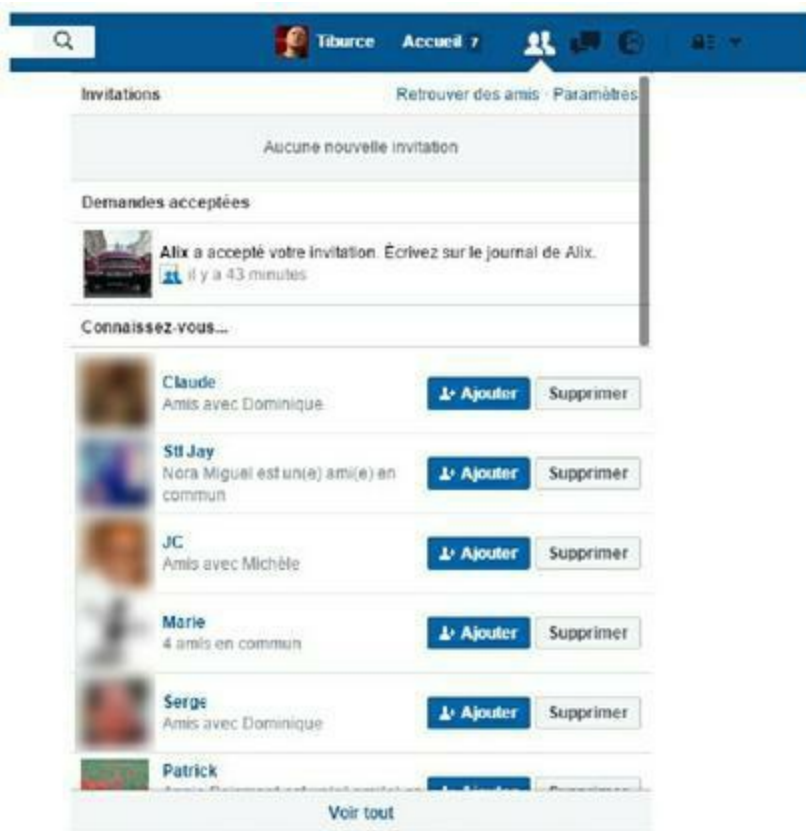 Tiburce Accueil 7
Invitations Retrouver des amis · Paramètres
Aucune nouvelle invitation
Demandes acceptées
Alix a accepté votre invitation. Écrivez sur le journal de Alix.
il y a 43 minutes
Connaissez-vous...
Claude
Amis avec Dominique
Ajouter Supprimer
Stl Jay
Nora Miguel est un(e) ami(e) en
commun
Ajouter Supprimer
JC
Amis avec Michèle
Ajouter Supprimer
Marie
4 amis en commun
Ajouter Supprimer
Serge
Amis avec Dominique
Ajouter Supprimer
Patrick
Voir tout